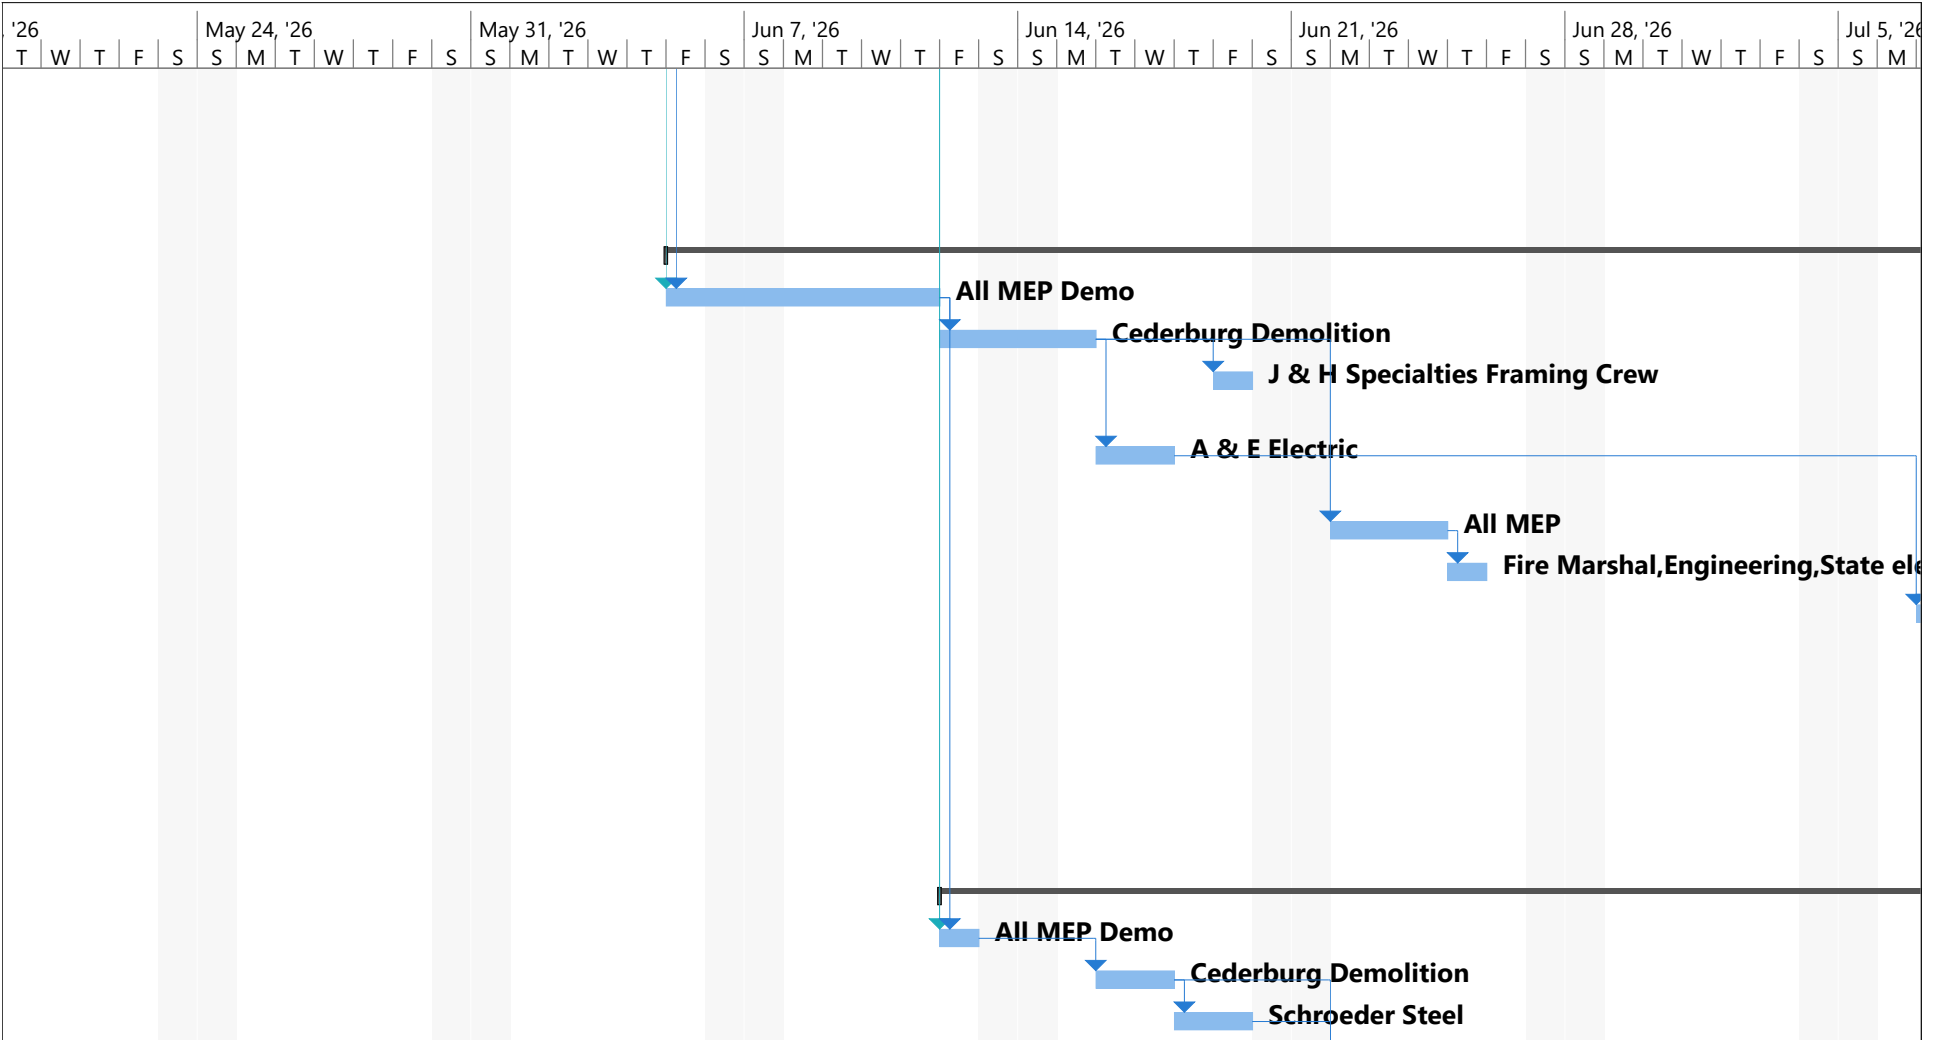 , '26 May 24, '26 May 31, '26 Jun 7, '26 Jun 14, '26 Jun 21, '26 Jun 28, '26 Jul 5, '26
T W T F S S M T W T F S S M T W T F S S M T W T F S S M T W T F S S M T W T F S S M T W T F S S M
All MEP Demo
Cederburg Demolition
J & H Specialties Framing Crew
A & E Electric
All MEP
Fire Marshal,Engineering,State ele
All MEP Demo
Cederburg Demolition
Schroeder Steel